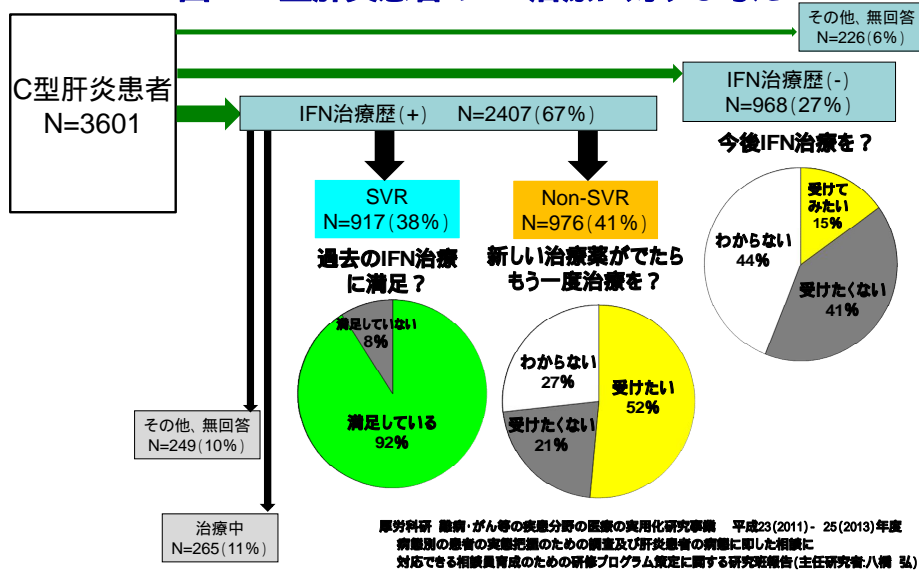 その他、無回答
N=226(6%)
C型肝炎患者
N=3601
IFN治療歴(-)
N=968(27%)
IFN治療歴(+) N=2407(67%)
今後IFN治療を？
SVR
N=917(38%)
Non-SVR
N=976(41%)
受けて
みたい
15%
わからない
44%
受けたくない
41%
過去のIFN治療
に満足？
新しい治療薬がでたら
もう一度治療を？
満足していない
8%
満足している
92%
わからない
27%
受けたい
52%
受けたくない
21%
その他、無回答
N=249(10%)
治療中
N=265(11%)
厚労科研 難病・がん等の疾患分野の医療の実用化研究事業 平成23(2011)- 25(2013)年度
病態別の患者の実態把握のための調査及び肝炎患者の病態に即した相談に
対応できる相談員育成のための研修プログラム策定に関する研究班報告(主任研究者:八橋 弘)